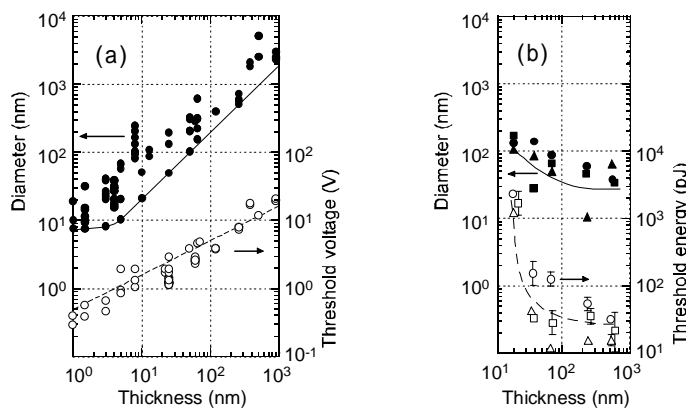 (a)
Diameter (nm)
10⁴
10³
10²
10¹
10⁰
10⁰ 10¹ 10² 10³
Thickness (nm)
10²
10¹
10⁰
10⁻¹
Threshold voltage (V)
(b)
Diameter (nm)
10⁴
10³
10²
10¹
10⁰
10¹ 10² 10³
Thickness (nm)
10⁴
10³
10²
10¹
Threshold energy (pJ)